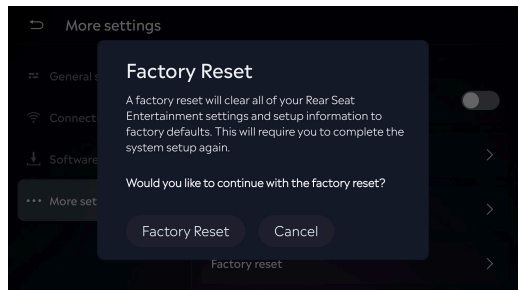 More settings
General s
Factory Reset
A factory reset will clear all of your Rear Seat
Entertainment settings and setup information to
factory defaults. This will require you to complete the
system setup again.
Connect
Software
Would you like to continue with the factory reset?
More set
Factory Reset
Cancel
Factory reset